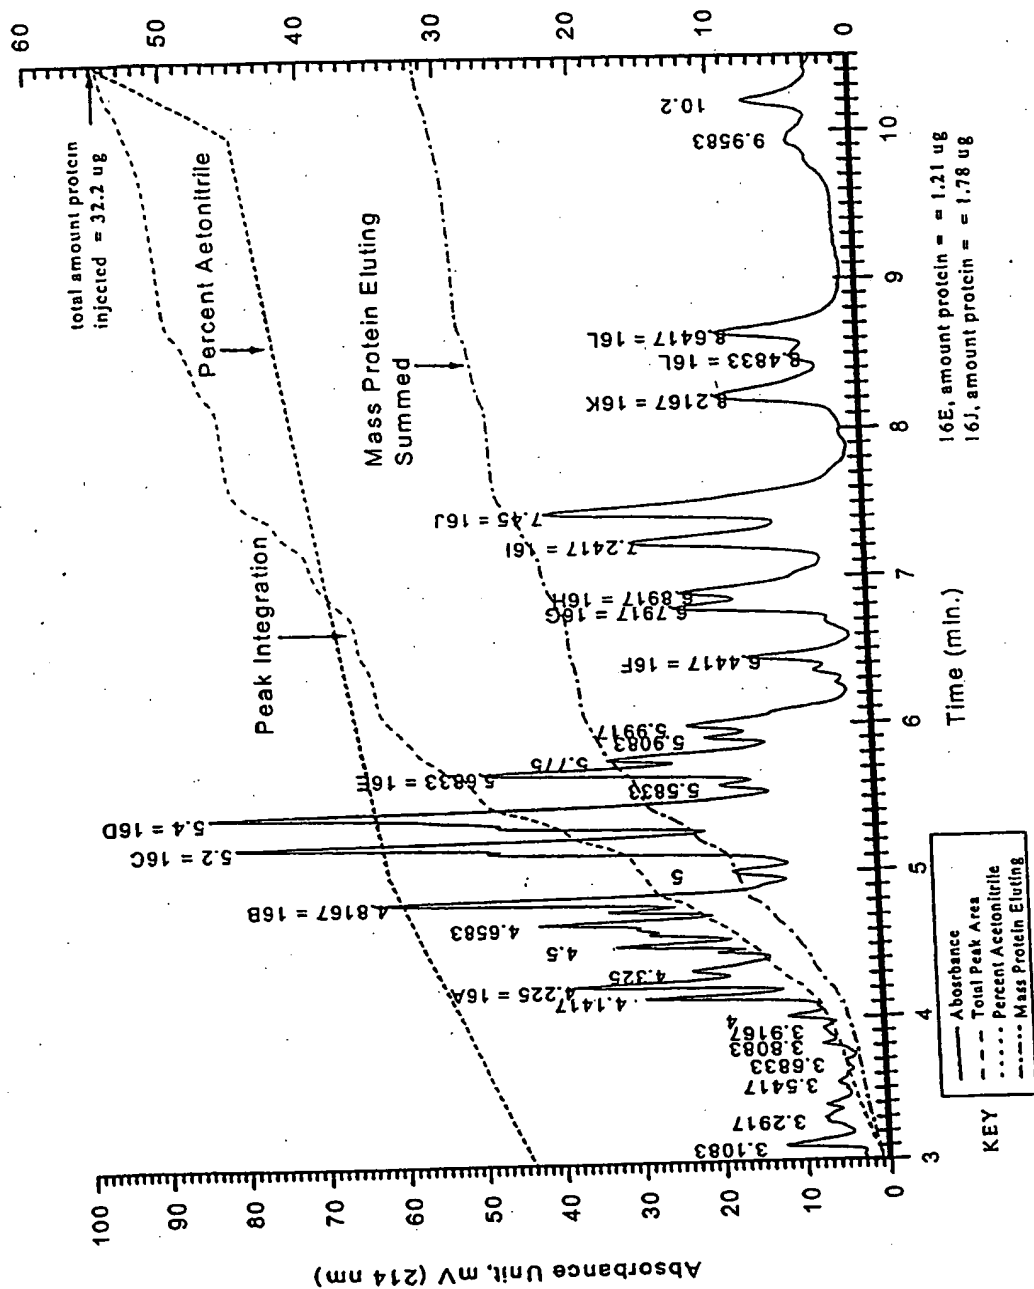 60
50
40
30
20
10
0
total amount protein
injected = 32.2 ug
Percent Aetonitrile
Peak Integration
Mass Protein Eluting
Summed
3.1083
3.2917
3.5417
3.6833
3.8083
3.9167
4
4.1417
4.225 = 16A
4.325
4.5
4.6583
4.8167 = 16B
5
5.2 = 16C
5.4 = 16D
5.5833
5.6833 = 16E
5.775
5.9083
5.9917
6.4417 = 16F
6.7917 = 16G
6.8917 = 16H
7.2417 = 16I
7.45 = 16J
8.2167 = 16K
8.4833 = 16L
8.6417 = 16L
9.9583
10.2
100
90
80
70
60
50
40
30
20
10
0
Absorbance Unit, mV (214 nm)
3
4
5
6
7
8
9
10
Time (min.)
16E, amount protein = = 1.21 ug
16J, amount protein = = 1.78 ug
KEY
Absorbance
Total Peak Area
Percent Acetonitrile
Mass Protein Eluting